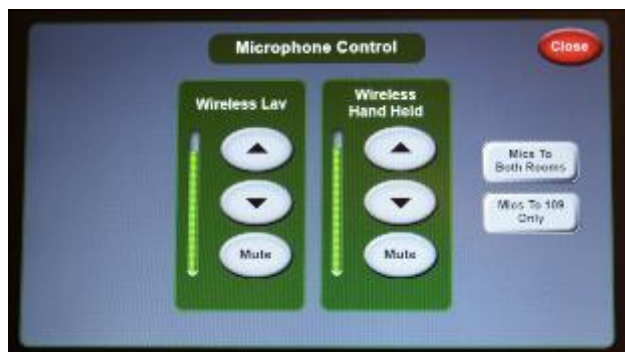 Microphone Control
Close
Wireless Lav
Wireless
Hand Held
Mics To
Both Rooms
Mics To 109
Only
Mute
Mute